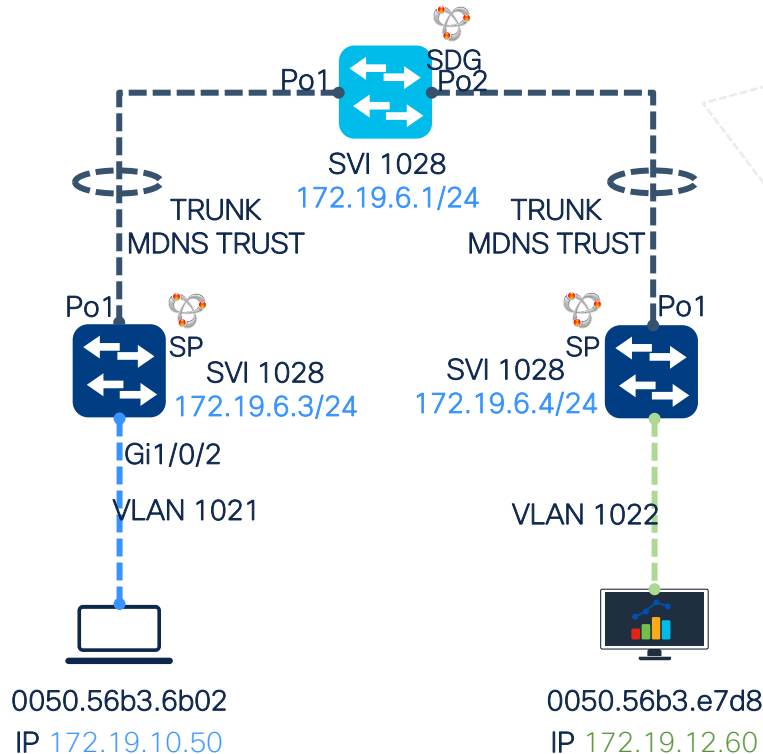 SDG
Po1
Po2
SVI 1028
172.19.6.1/24
TRUNK
MDNS TRUST
TRUNK
MDNS TRUST
Po1
SP
SVI 1028
172.19.6.3/24
Po1
SP
SVI 1028
172.19.6.4/24
Gi1/0/2
VLAN 1021
VLAN 1022
0050.56b3.6b02
IP 172.19.10.50
0050.56b3.e7d8
IP 172.19.12.60